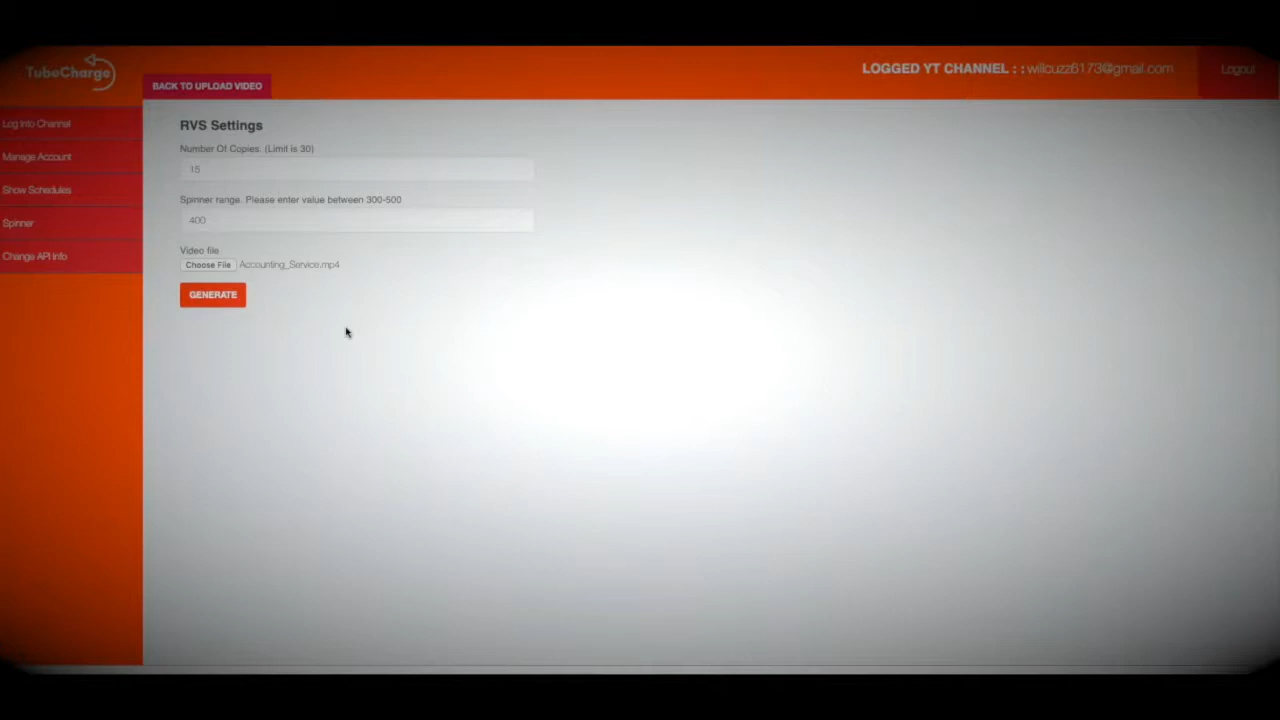 TubeCharge
BACK TO UPLOAD VIDEO
LOGGED YT CHANNEL : : willcuzz6173@gmail.com
Logout
Log Into Channel
Manage Account
Show Schedules
Spinner
Change API Info
RVS Settings
Number Of Copies. (Limit is 30)
15
Spinner range. Please enter value between 300-500
400
Video file
Choose File Accounting_Service.mp4
GENERATE